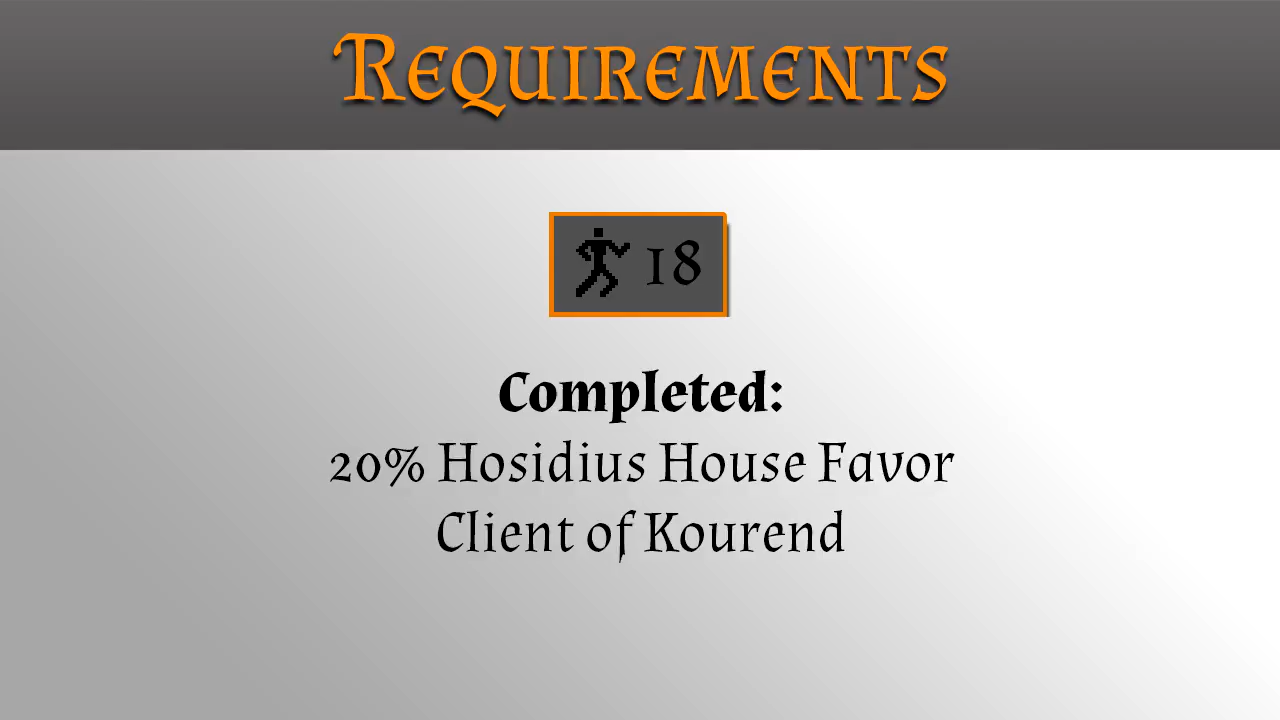 Requirements
18
Completed:
20% Hosidius House Favor
Client of Kourend